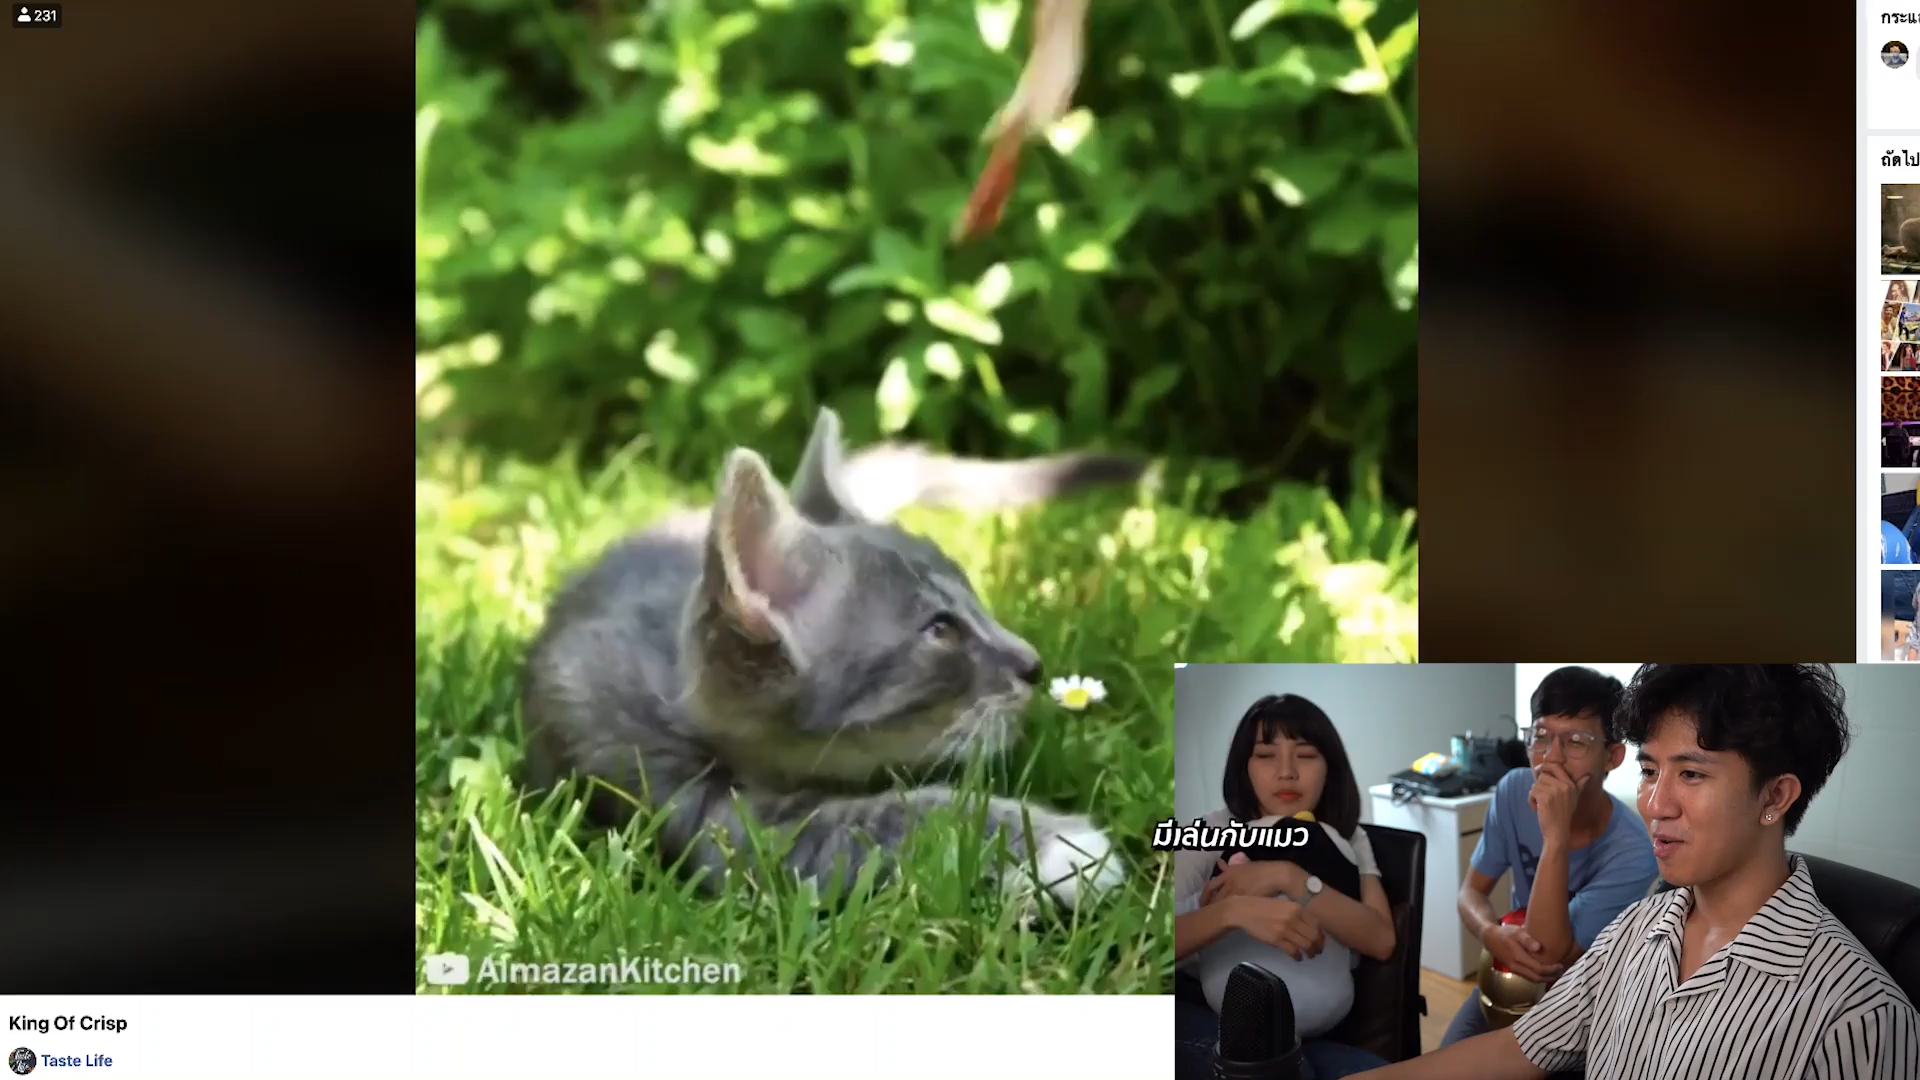 231
กระแส
ถัดไป
มีเล่นกับแมว
AlmazanKitchen
King Of Crisp
Taste Life